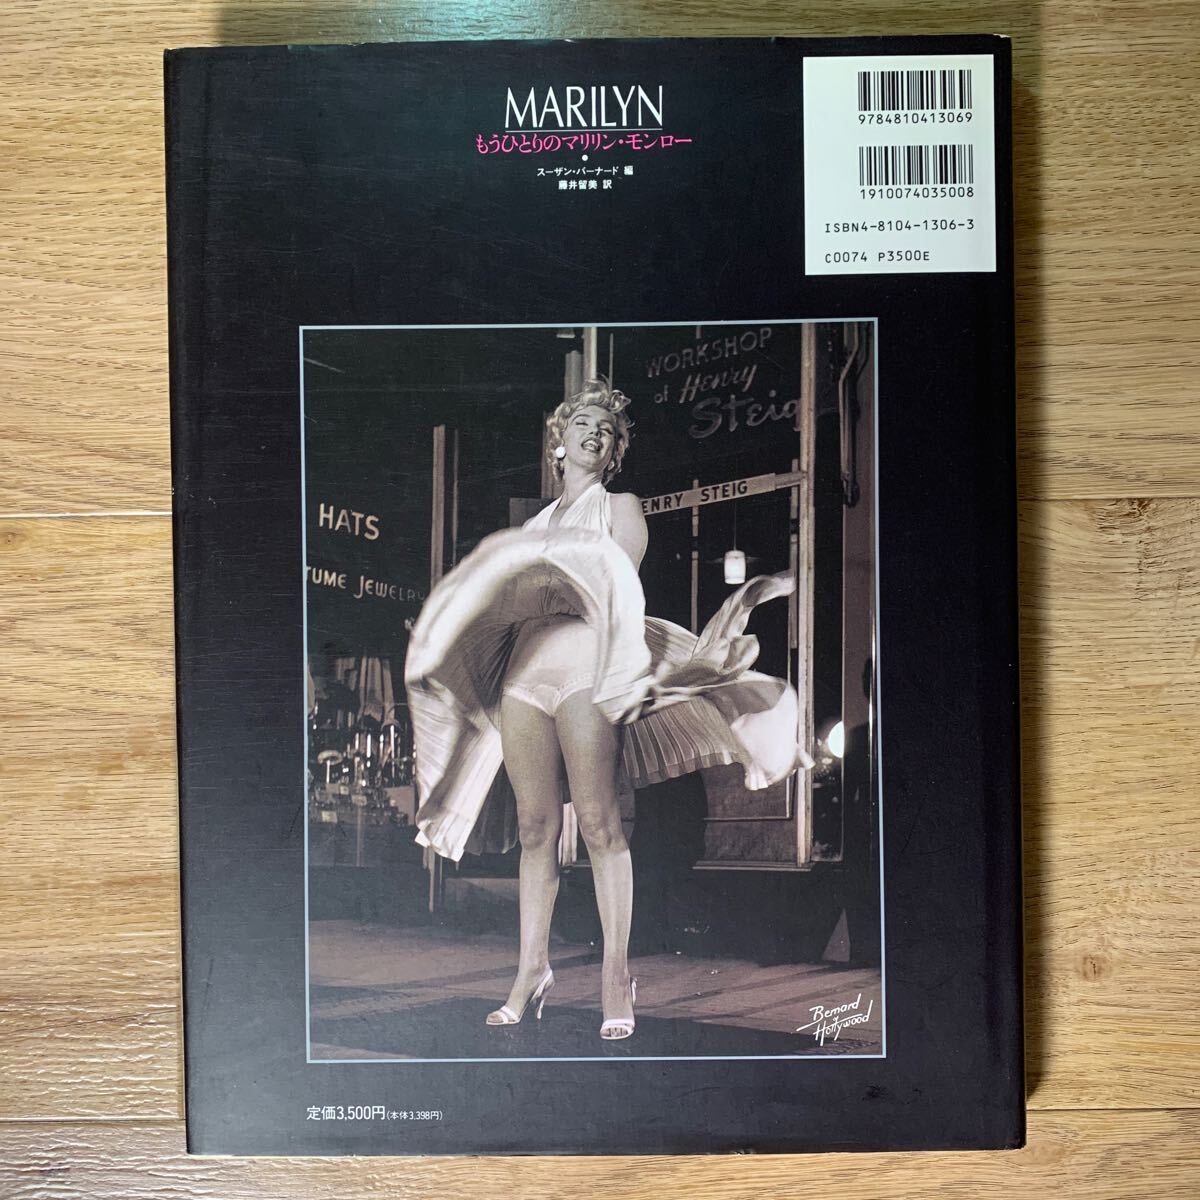 MARILYN
もうひとりのマリリン・モンロー
スーザン・バーナード 編
藤井留美 訳
9784810413069
1910074035008
ISBN4-8104-1306-3
C0074 P3500E
WORKSHOP
of Henry
Steig
ENRY STEIG
HATS
TUME JEWELRY
Bernard
of
Hollywood
定価3,500円(本体3,398円)